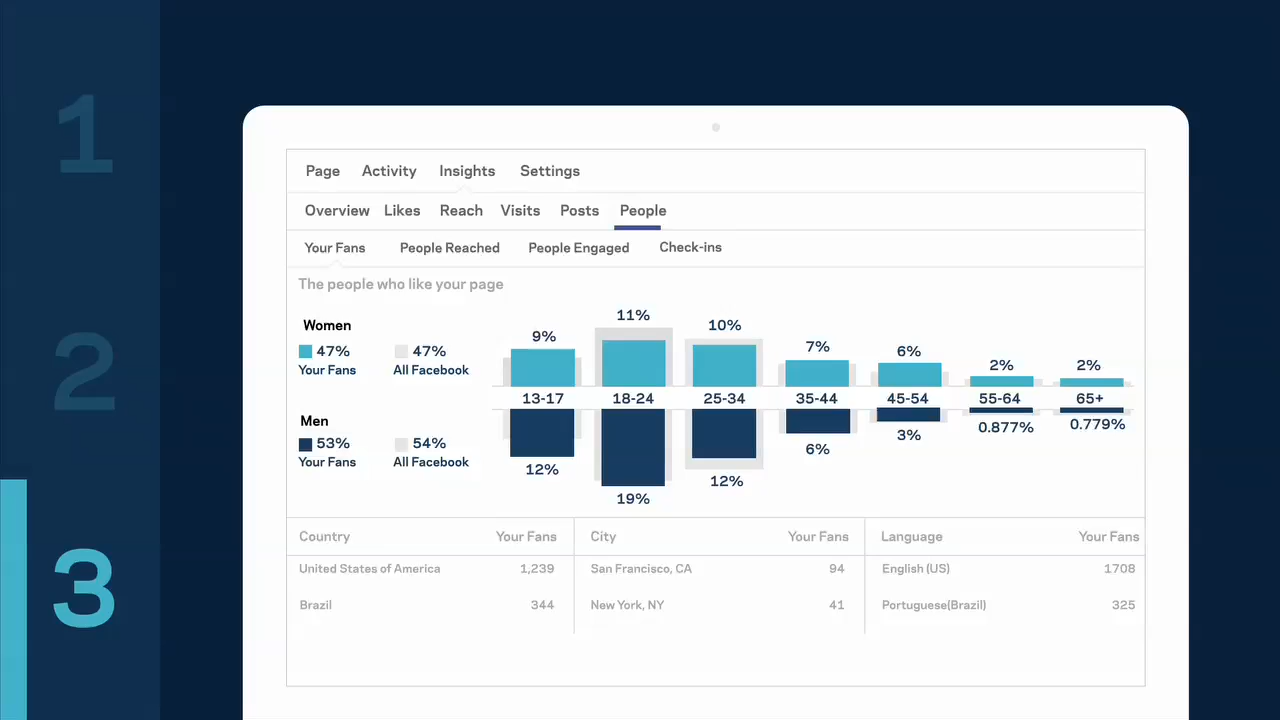 1
2
3
Page Activity Insights Settings
Overview Likes Reach Visits Posts People
Your Fans People Reached People Engaged Check-ins
The people who like your page
Women
47% 47%
Your Fans All Facebook
Men
53% 54%
Your Fans All Facebook
9% 11% 10% 7% 6% 2% 2%
13-17 18-24 25-34 35-44 45-54 55-64 65+
12% 19% 12% 6% 3% 0.877% 0.779%
Country Your Fans City Your Fans Language Your Fans
United States of America 1,239 San Francisco, CA 94 English (US) 1708
Brazil 344 New York, NY 41 Portuguese(Brazil) 325